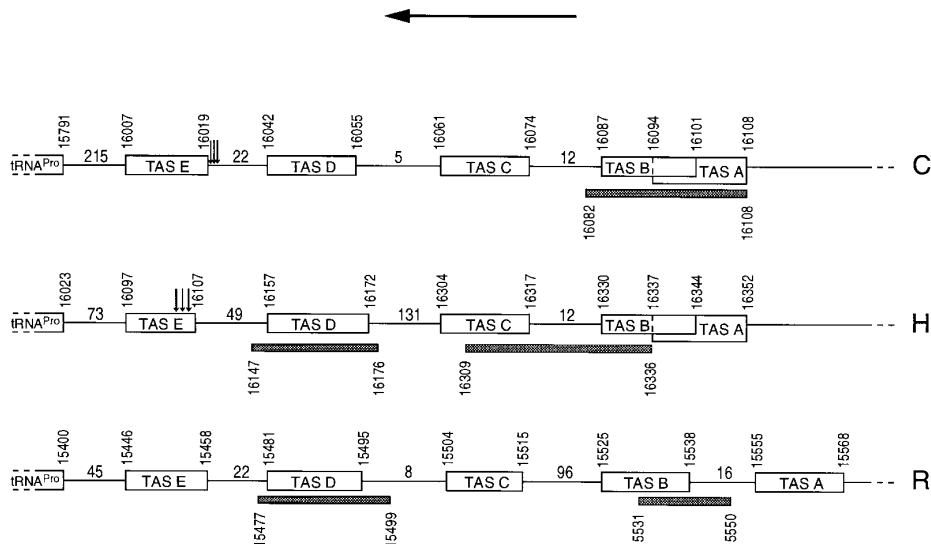 15791 16007 16019 16042 16055 16061 16074 16087 16094 16101 16108
tRNAPro 215 TAS E 22 TAS D 5 TAS C 12 TAS B TAS A C
16082 16108
16023 16097 16107 16157 16172 16304 16317 16330 16337 16344 16352
tRNAPro 73 TAS E 49 TAS D 131 TAS C 12 TAS B TAS A H
16147 16176 16309 16336
15400 15446 15458 15481 15495 15504 15515 15525 15538 15555 15568
tRNAPro 45 TAS E 22 TAS D 8 TAS C 96 TAS B 16 TAS A R
15477 15499 5531 5550